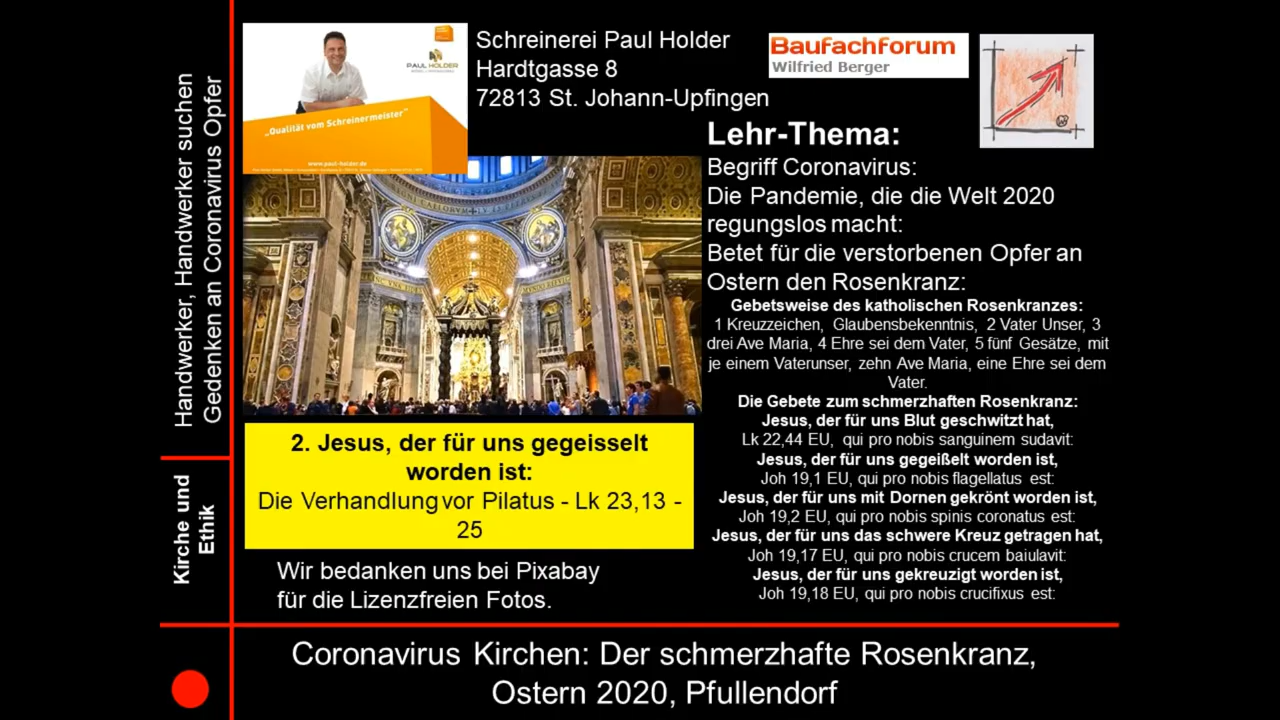 Handwerker, Handwerker suchen
Gedenken an Coronavirus Opfer
PAUL HOLDER
„Qualität vom Schreinermeister“
www.paul-holder.de
Schreinerei Paul Holder
Hardtgasse 8
72813 St. Johann-Upfingen
Baufachforum
Wilfried Berger
Lehr-Thema:
Begriff Coronavirus:
Die Pandemie, die die Welt 2020
regungslos macht:
Betet für die verstorbenen Opfer an
Ostern den Rosenkranz:
Gebetsweise des katholischen Rosenkranzes:
1 Kreuzzeichen, Glaubensbekenntnis, 2 Vater Unser, 3
drei Ave Maria, 4 Ehre sei dem Vater, 5 fünf Gesätze, mit
je einem Vaterunser, zehn Ave Maria, eine Ehre sei dem
Vater.
Die Gebete zum schmerzhaften Rosenkranz:
Jesus, der für uns Blut geschwitzt hat,
Lk 22,44 EU, qui pro nobis sanguinem sudavit:
Jesus, der für uns gegeißelt worden ist,
Joh 19,1 EU, qui pro nobis flagellatus est:
Jesus, der für uns mit Dornen gekrönt worden ist,
Joh 19,2 EU, qui pro nobis spinis coronatus est:
Jesus, der für uns das schwere Kreuz getragen hat,
Joh 19,17 EU, qui pro nobis crucem baiulavit:
Jesus, der für uns gekreuzigt worden ist,
Joh 19,18 EU, qui pro nobis crucifixus est:
2. Jesus, der für uns gegeisselt
worden ist:
Die Verhandlung vor Pilatus - Lk 23,13 -
25
Kirche und
Ethik
Wir bedanken uns bei Pixabay
für die Lizenzfreien Fotos.
Coronavirus Kirchen: Der schmerzhafte Rosenkranz,
Ostern 2020, Pfullendorf